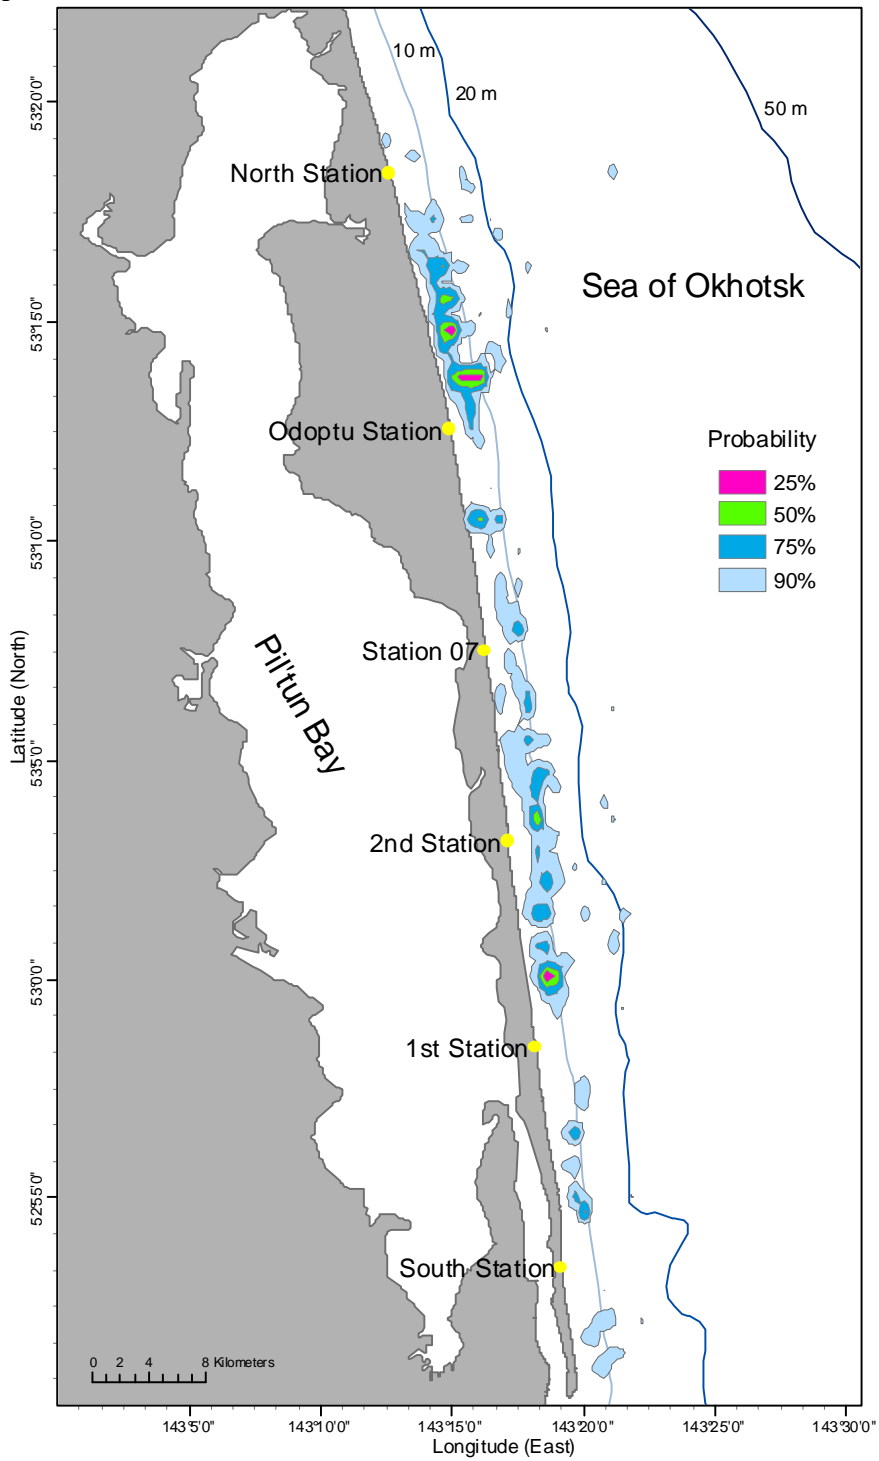 10 m
20 m
50 m
North Station
Sea of Okhotsk
Odoptu Station
Probability
25%
50%
75%
90%
Station 07
Pil'tun Bay
2nd Station
1st Station
South Station
0 2 4 8 Kilometers
53°20'0"
53°15'0"
53°10'0"
53°5'0"
53°0'0"
52°55'0"
Latitude (North)
143°5'0" 143°10'0" 143°15'0" 143°20'0" 143°25'0" 143°30'0"
Longitude (East)